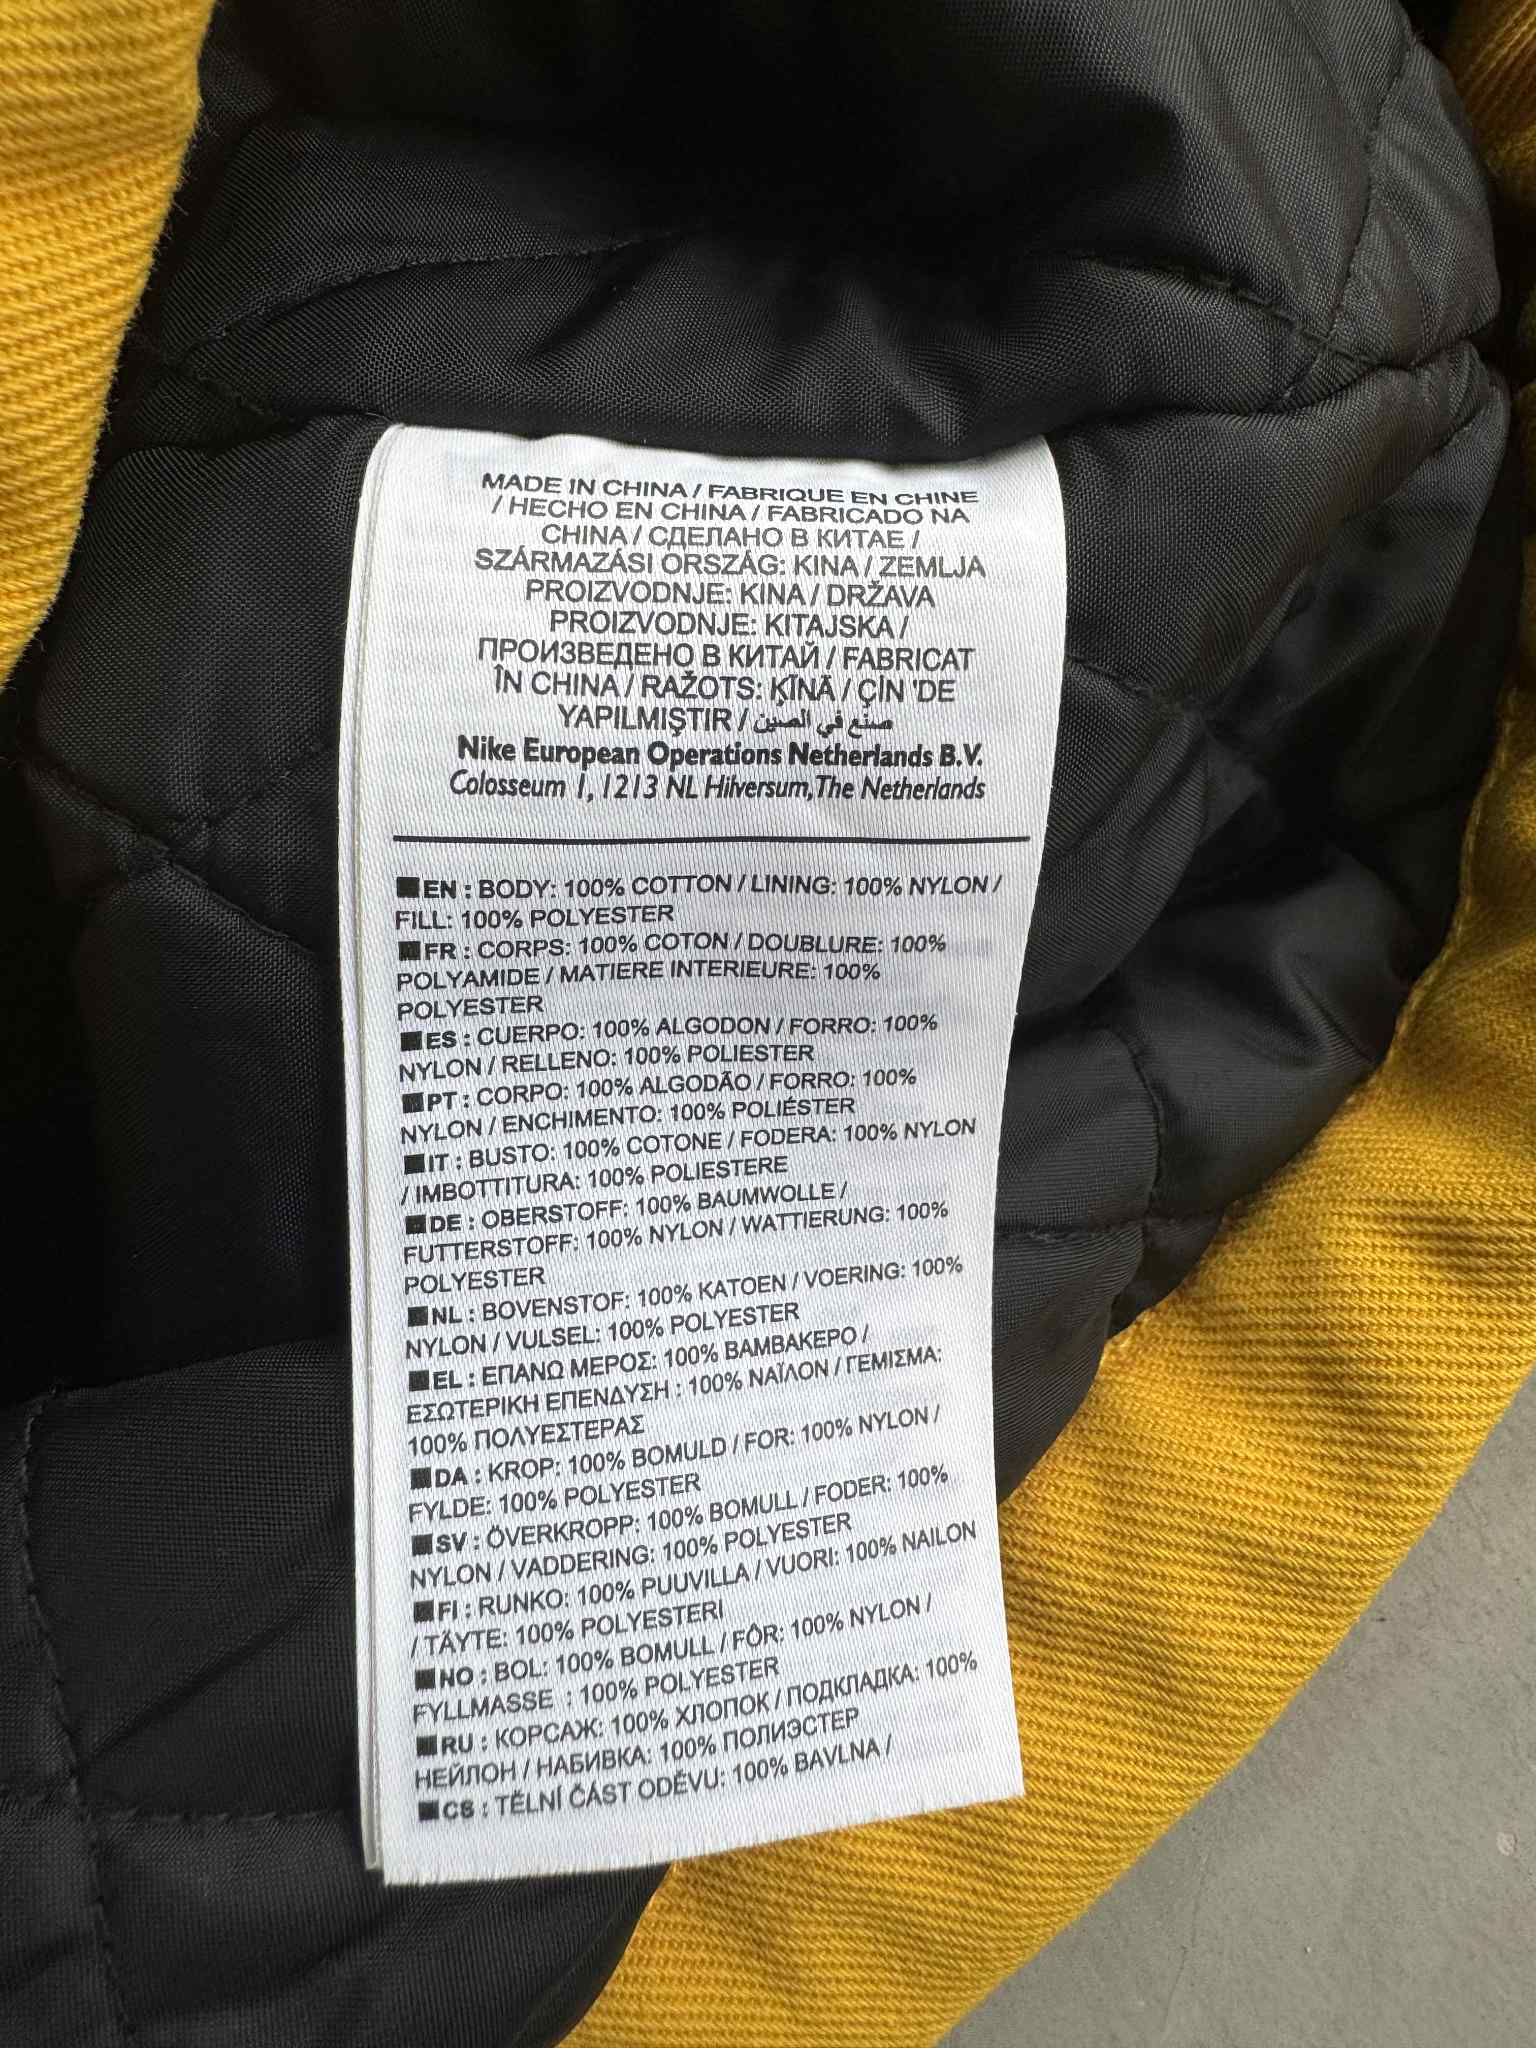 MADE IN CHINA / FABRIQUE EN CHINE
/ HECHO EN CHINA / FABRICADO NA
CHINA / СДЕЛАНО В КИТАЕ /
SZÁRMAZÁSI ORSZÁG: KINA / ZEMLJA
PROIZVODNJE: KINA / DRŽAVA
PROIZVODNJE: KITAJSKA /
ПРОИЗВЕДЕНО В КИТАЙ / FABRICAT
ÎN CHINA / RAŽOTS: ĶĪNĀ / ÇİN 'DE
YAPILMIŞTIR / صنع في الصين
Nike European Operations Netherlands B.V.
Colosseum 1, 1213 NL Hilversum, The Netherlands
■EN : BODY: 100% COTTON / LINING: 100% NYLON /
FILL: 100% POLYESTER
■FR : CORPS: 100% COTON / DOUBLURE: 100%
POLYAMIDE / MATIERE INTERIEURE: 100%
POLYESTER
■ES : CUERPO: 100% ALGODON / FORRO: 100%
NYLON / RELLENO: 100% POLIESTER
■PT : CORPO: 100% ALGODÃO / FORRO: 100%
NYLON / ENCHIMENTO: 100% POLIÉSTER
■IT : BUSTO: 100% COTONE / FODERA: 100% NYLON
/ IMBOTTITURA: 100% POLIESTERE
■DE : OBERSTOFF: 100% BAUMWOLLE /
FUTTERSTOFF: 100% NYLON / WATTIERUNG: 100%
POLYESTER
■NL : BOVENSTOF: 100% KATOEN / VOERING: 100%
NYLON / VULSEL: 100% POLYESTER
■EL : ΕΠΑΝΩ ΜΕΡΟΣ: 100% ΒΑΜΒΑΚΕΡΟ /
ΕΣΩΤΕΡΙΚΗ ΕΠΕΝΔΥΣΗ : 100% ΝΑΪΛΟΝ / ΓΕΜΙΣΜΑ:
100% ΠΟΛΥΕΣΤΕΡΑΣ
■DA : KROP: 100% BOMULD / FOR: 100% NYLON /
FYLDE: 100% POLYESTER
■SV : ÖVERKROPP: 100% BOMULL / FODER: 100%
NYLON / VADDERING: 100% POLYESTER
■FI : RUNKO: 100% PUUVILLA / VUORI: 100% NAILON
/ TÄYTE: 100% POLYESTERI
■NO : BOL: 100% BOMULL / FÔR: 100% NYLON /
FYLLMASSE : 100% POLYESTER
■RU : КОРСАЖ: 100% ХЛОПОК / ПОДКЛАДКА: 100%
НЕЙЛОН / НАБИВКА: 100% ПОЛИЭСТЕР
■CS : TĚLNÍ ČÁST ODĚVU: 100% BAVLNA /